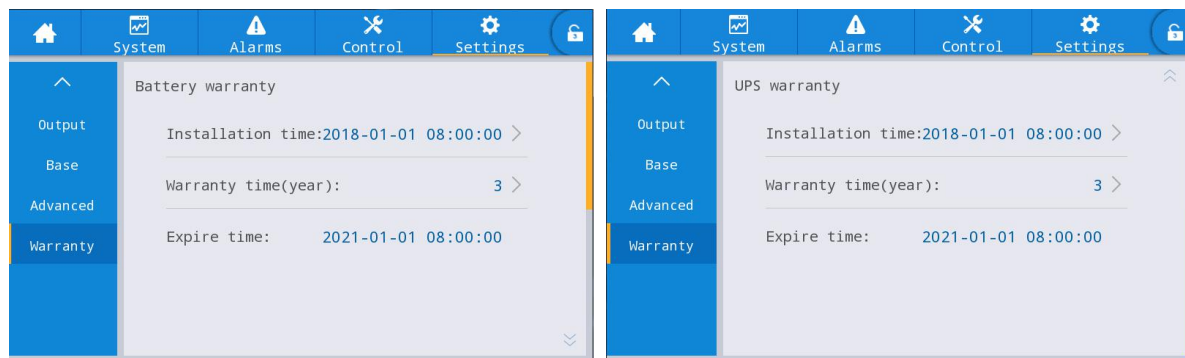 System Alarms Control Settings 3
Battery warranty
Output
Installation time:2018-01-01 08:00:00
Base
Warranty time(year): 3
Advanced
Warranty
Expire time: 2021-01-01 08:00:00
System Alarms Control Settings 3
UPS warranty
Output
Installation time:2018-01-01 08:00:00
Base
Warranty time(year): 3
Advanced
Warranty
Expire time: 2021-01-01 08:00:00